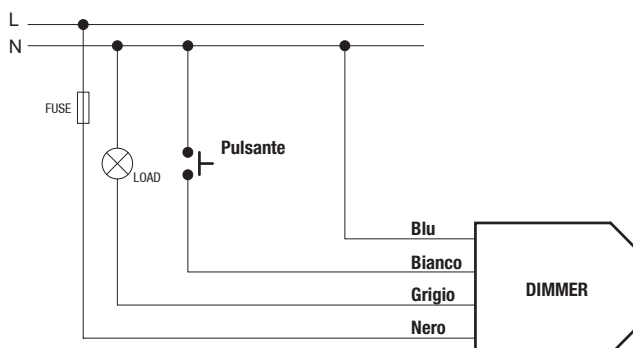 L
N
FUSE
Pulsante
LOAD
Blu
Bianco
DIMMER
Grigio
Nero